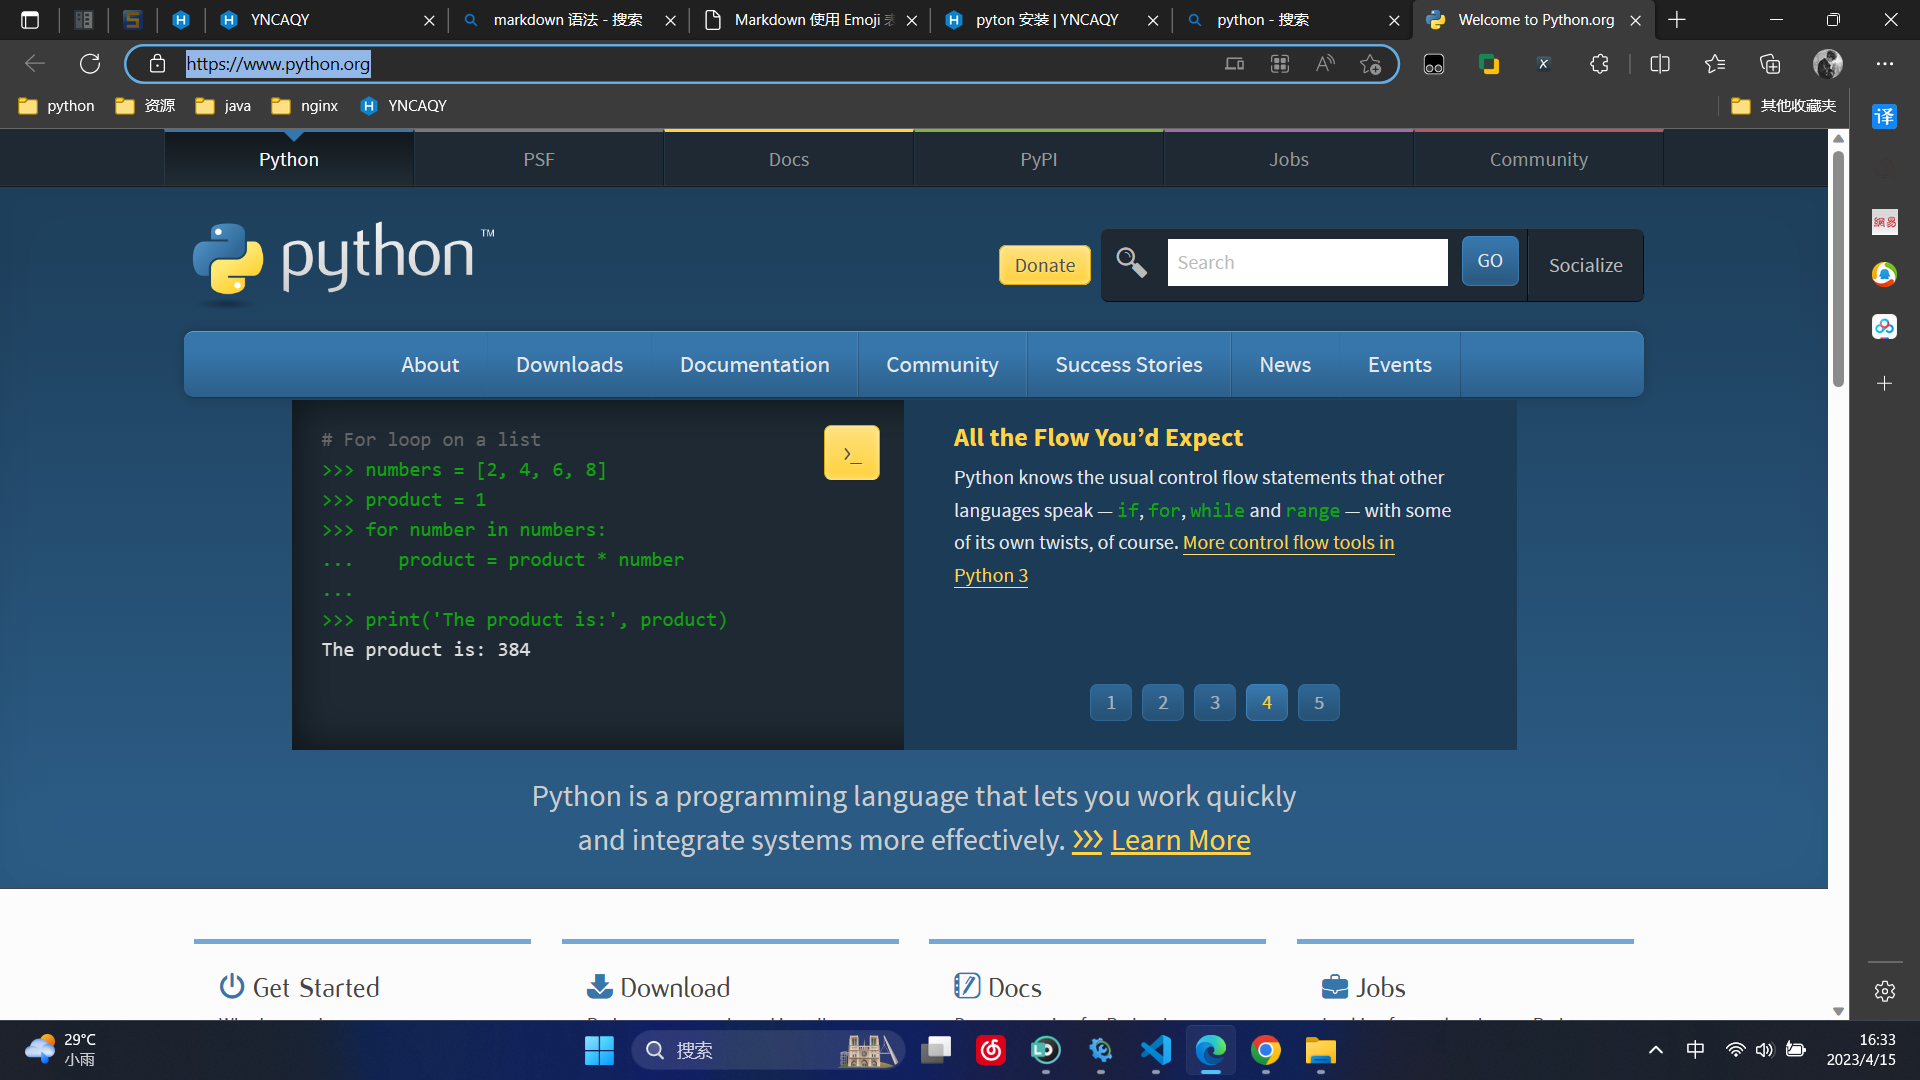 YNCAQY
markdown 语法 - 搜索
Markdown 使用 Emoji 表
pyton 安装 | YNCAQY
python - 搜索
Welcome to Python.org
https://www.python.org
python
资源
java
nginx
YNCAQY
其他收藏夹
译
網易
Python
PSF
Docs
PyPI
Jobs
Community
python™
Donate
Search
GO
Socialize
About
Downloads
Documentation
Community
Success Stories
News
Events
# For loop on a list
>>> numbers = [2, 4, 6, 8]
>>> product = 1
>>> for number in numbers:
...    product = product * number
...
>>> print('The product is:', product)
The product is: 384
>_
All the Flow You’d Expect
Python knows the usual control flow statements that other
languages speak — if, for, while and range — with some
of its own twists, of course. More control flow tools in
Python 3
1
2
3
4
5
Python is a programming language that lets you work quickly
and integrate systems more effectively. >>> Learn More
Get Started
Download
Docs
Jobs
29°C
小雨
搜索
中
16:33
2023/4/15